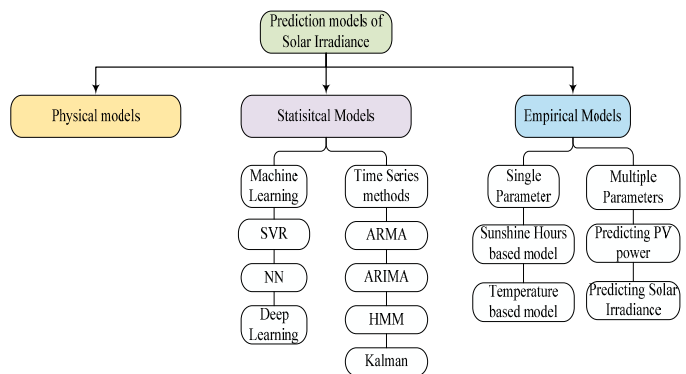 Prediction models of
Solar Irradiance
Physical models
Statisitcal Models
Empirical Models
Machine
Learning
SVR
NN
Deep
Learning
Time Series
methods
ARMA
ARIMA
HMM
Kalman
Single
Parameter
Sunshine Hours
based model
Temperature
based model
Multiple
Parameters
Predicting PV
power
Predicting Solar
Irradiance